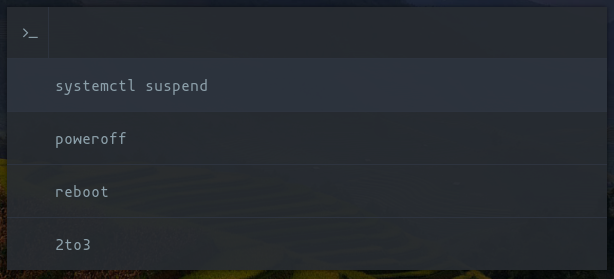 >_
systemctl suspend
poweroff
reboot
2to3